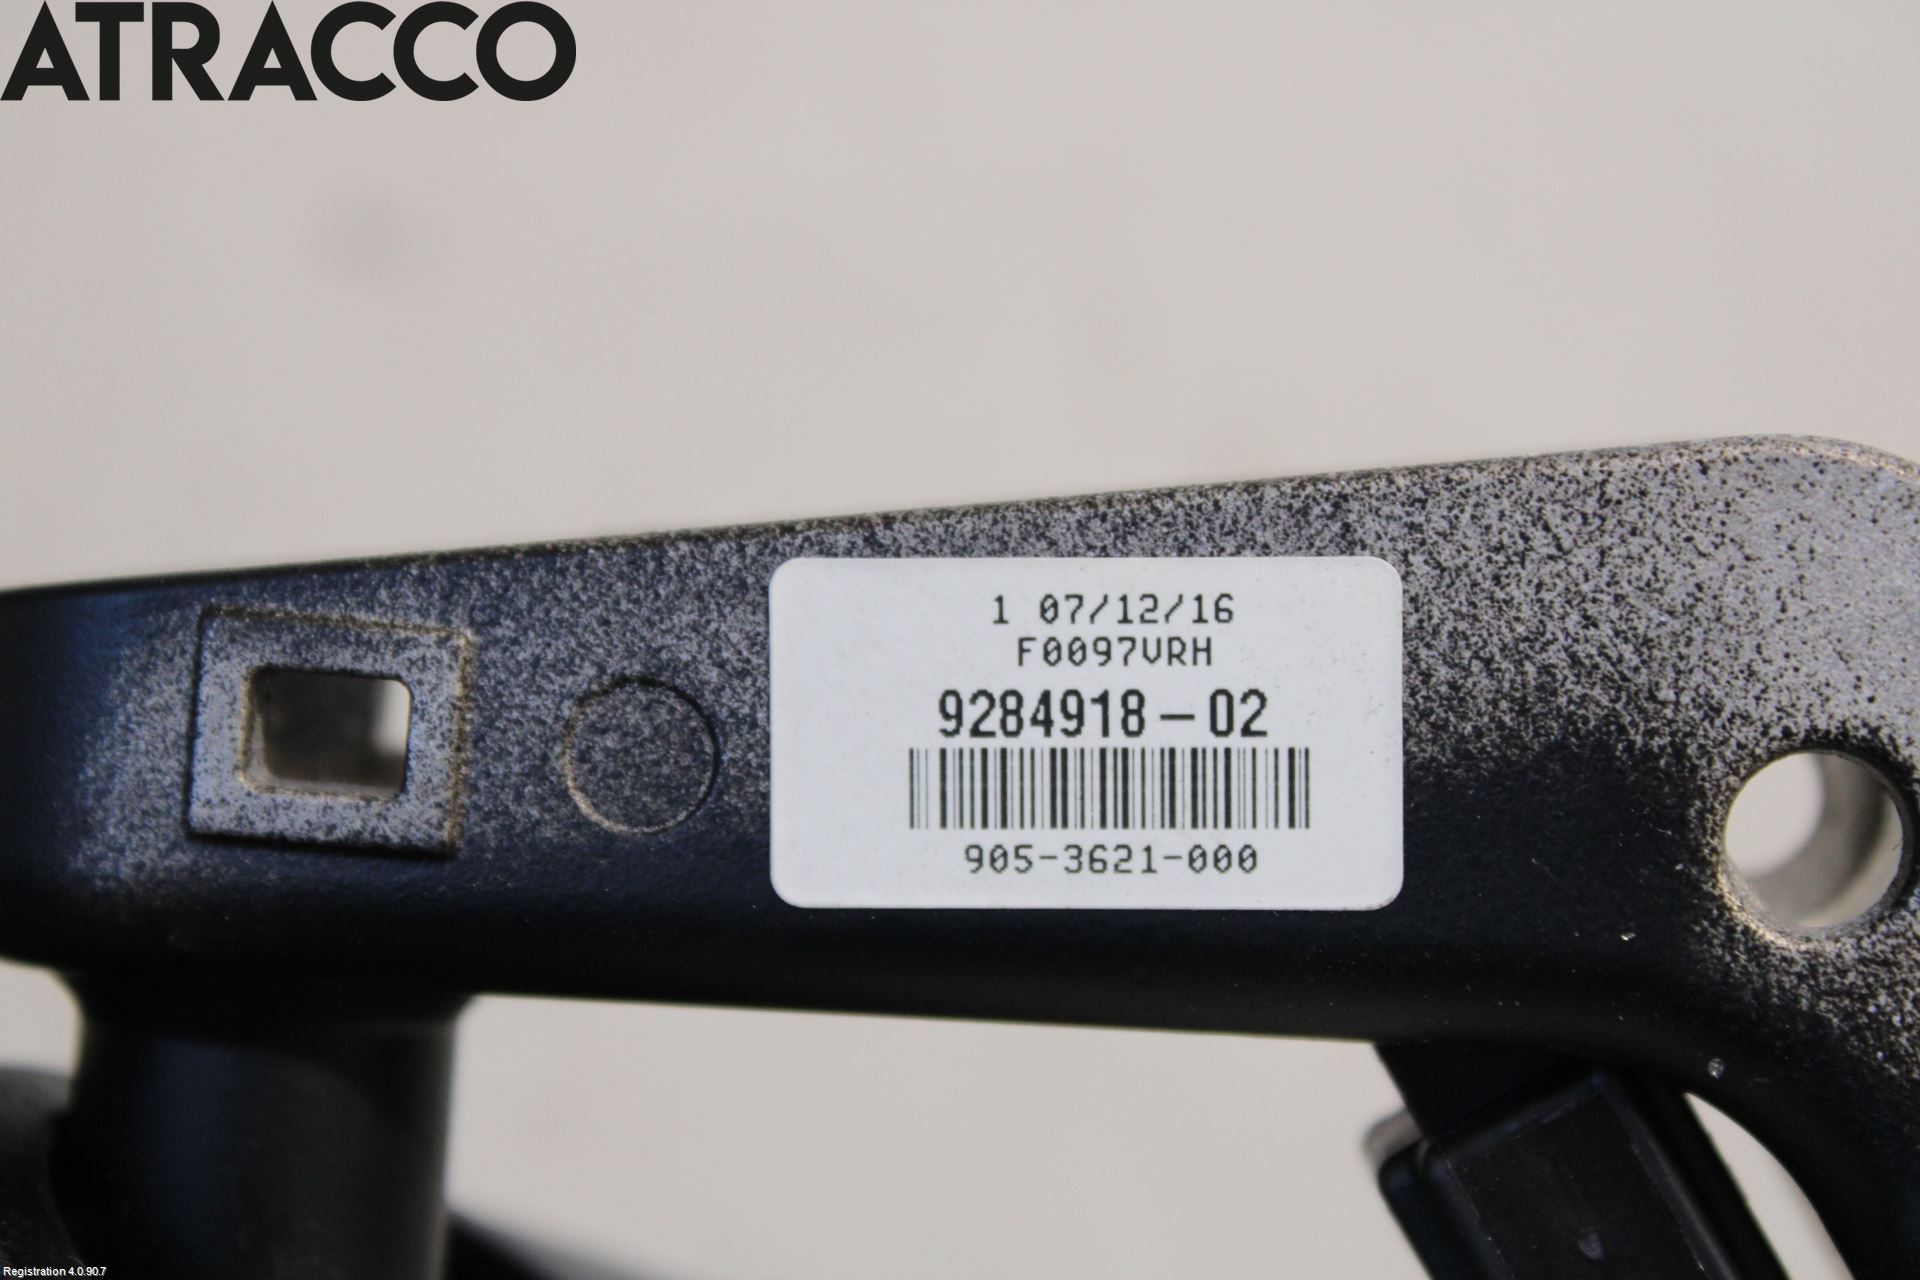 ATRACCO
1 07/12/16
F0097VRH
9284918-02
905-3621-000
Registration 4.0.90.7